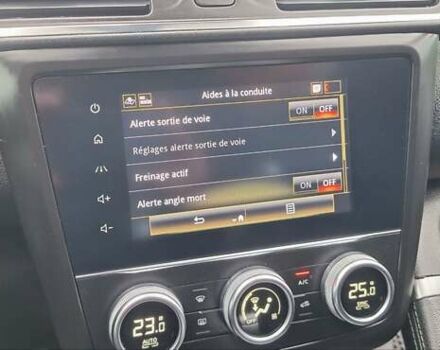 Aides à la conduite
Alerte sortie de voie ON OFF
Réglages alerte sortie de voie
Freinage actif
Alerte angle mort ON OFF
A/C
23.0
AUTO
OFF
25.0